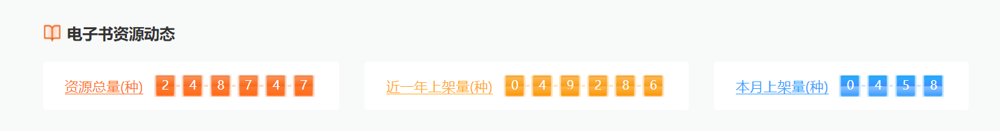 电子书资源动态
资源总量(种) 2-4-8-7-4-7
近一年上架量(种) 0-4-9-2-8-6
本月上架量(种) 0-4-5-8